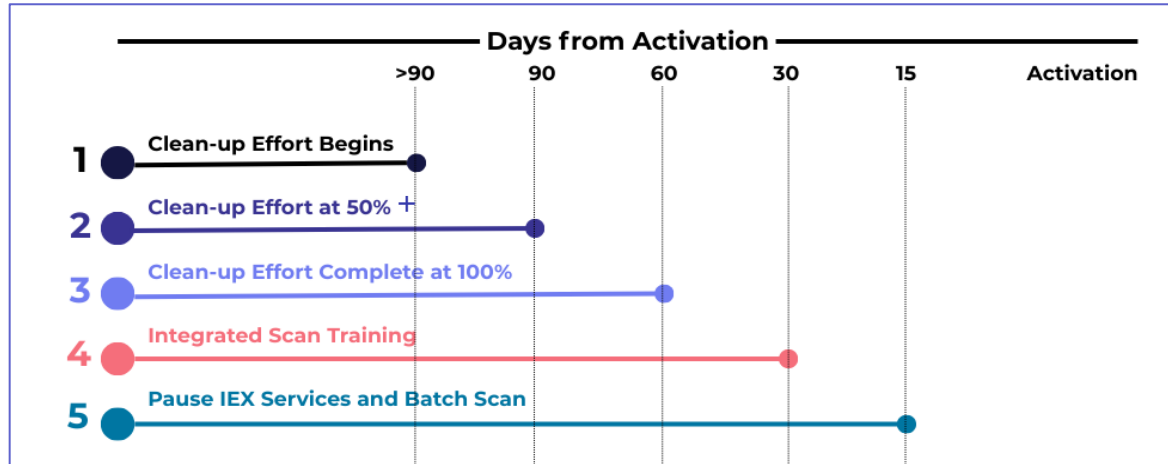 Days from Activation
>90 90 60 30 15 Activation
1 Clean-up Effort Begins
2 Clean-up Effort at 50% +
3 Clean-up Effort Complete at 100%
4 Integrated Scan Training
5 Pause IEX Services and Batch Scan